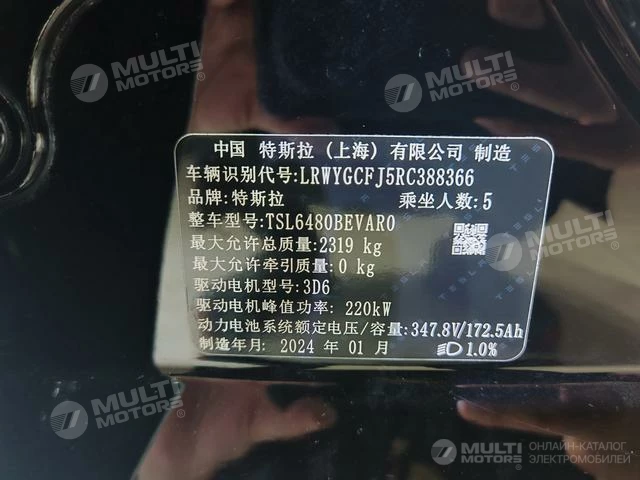 MULTI MOTORS
MULTI MOTORS
中国 特斯拉 (上海) 有限公司 制造
车辆识别代号:LRWYGCFJ5RC388366
品牌:特斯拉 乘坐人数:5
整车型号:TSL6480BEVAR0
最大允许总质量:2319 kg
最大允许牵引质量:0 kg
驱动电机型号:3D6
驱动电机峰值功率: 220kW
动力电池系统额定电压/容量:347.8V/172.5Ah
制造年月: 2024 年 01 月 1.0%
MULTI MOTORS
MULTI MOTORS
MULTI MOTORS ОНЛАЙН-КАТАЛОГ ЭЛЕКТРОМОБИЛЕЙ